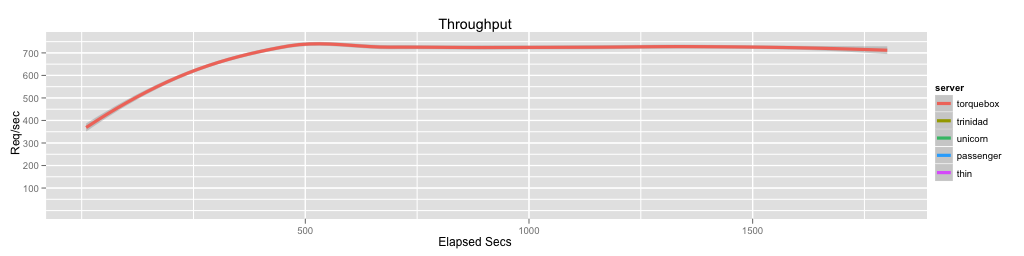 Throughput
Req/sec
700
600
500
400
300
200
100
500
1000
1500
Elapsed Secs
server
torquebox
trinidad
unicorn
passenger
thin